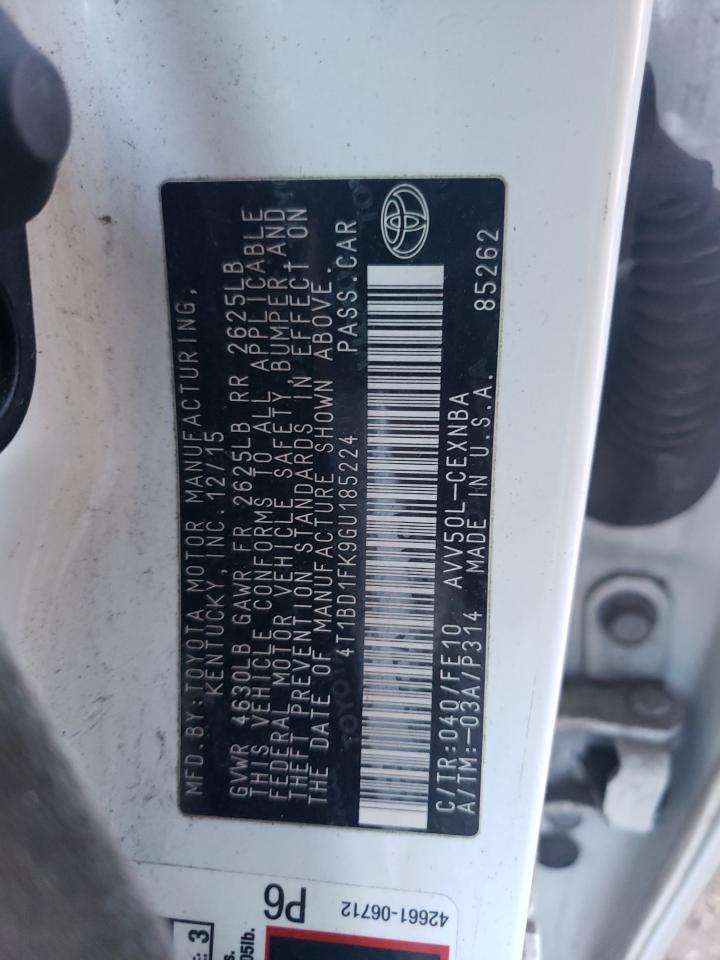 MFD.BY:TOYOTA MOTOR MANUFACTURING,
KENTUCKY, INC. 12/15
GVWR 4630LB GAWR FR 2625LB RR 2625LB
THIS VEHICLE CONFORMS TO ALL APPLICABLE
FEDERAL MOTOR VEHICLE SAFETY, BUMPER, AND
THEFT PREVENTION STANDARDS IN EFFECT ON
THE DATE OF MANUFACTURE SHOWN ABOVE.
4T1BD1FK9GU185224 PASS.CAR
C/TR:040/FE10 AVV50L-CEXNBA
A/TM:-03A/P314 MADE IN U.S.A. 85262
P6
42661-06712
3
05lb.